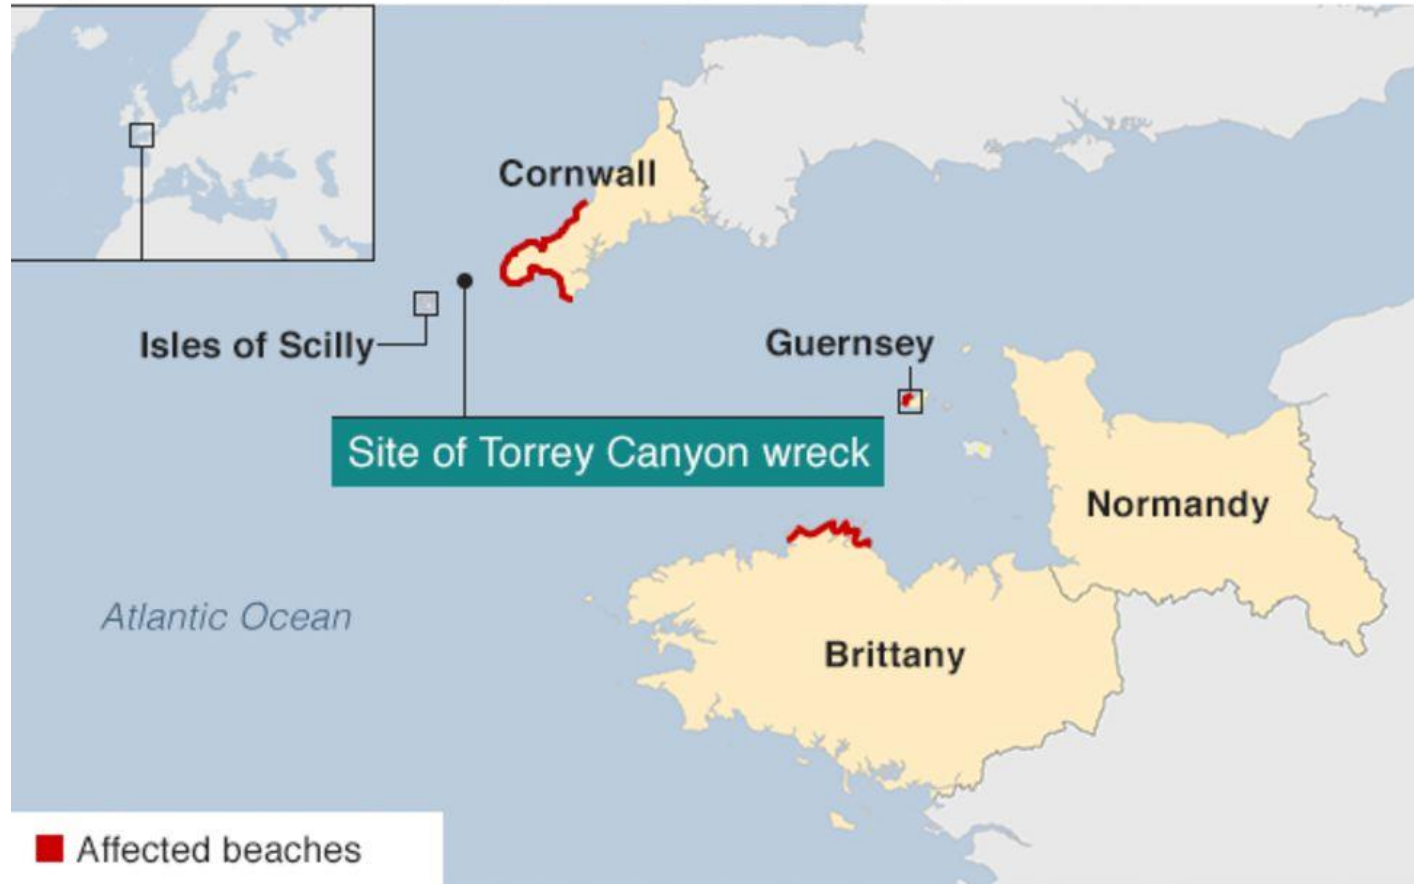 Cornwall
Isles of Scilly
Guernsey
Site of Torrey Canyon wreck
Normandy
Atlantic Ocean
Brittany
Affected beaches